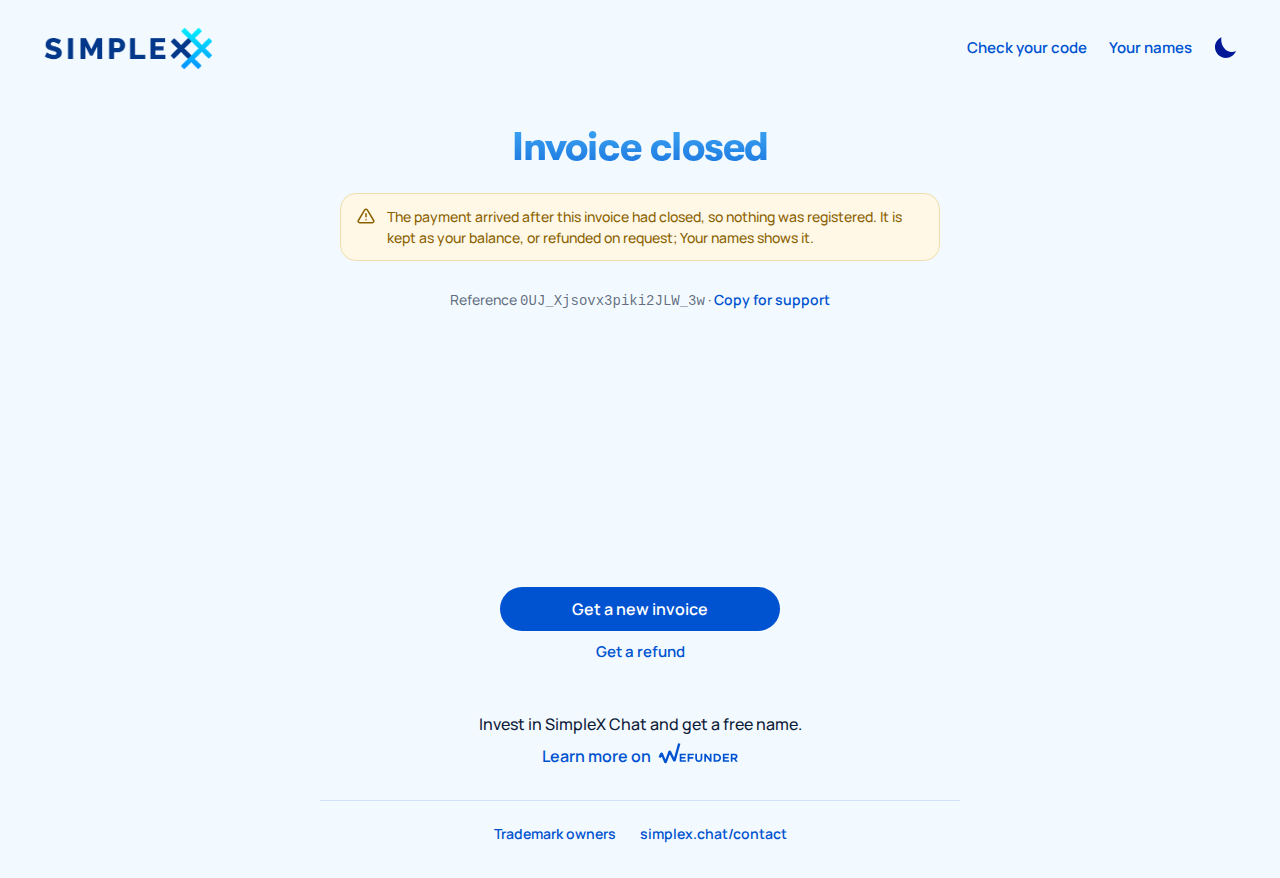 SIMPLEX
Check your code
Your names
Invoice closed
The payment arrived after this invoice had closed, so nothing was registered. It is
kept as your balance, or refunded on request; Your names shows it.
Reference 0UJ_Xjsovx3piki2JLW_3w · Copy for support
Get a new invoice
Get a refund
Invest in SimpleX Chat and get a free name.
Learn more on WEFUNDER
Trademark owners
simplex.chat/contact